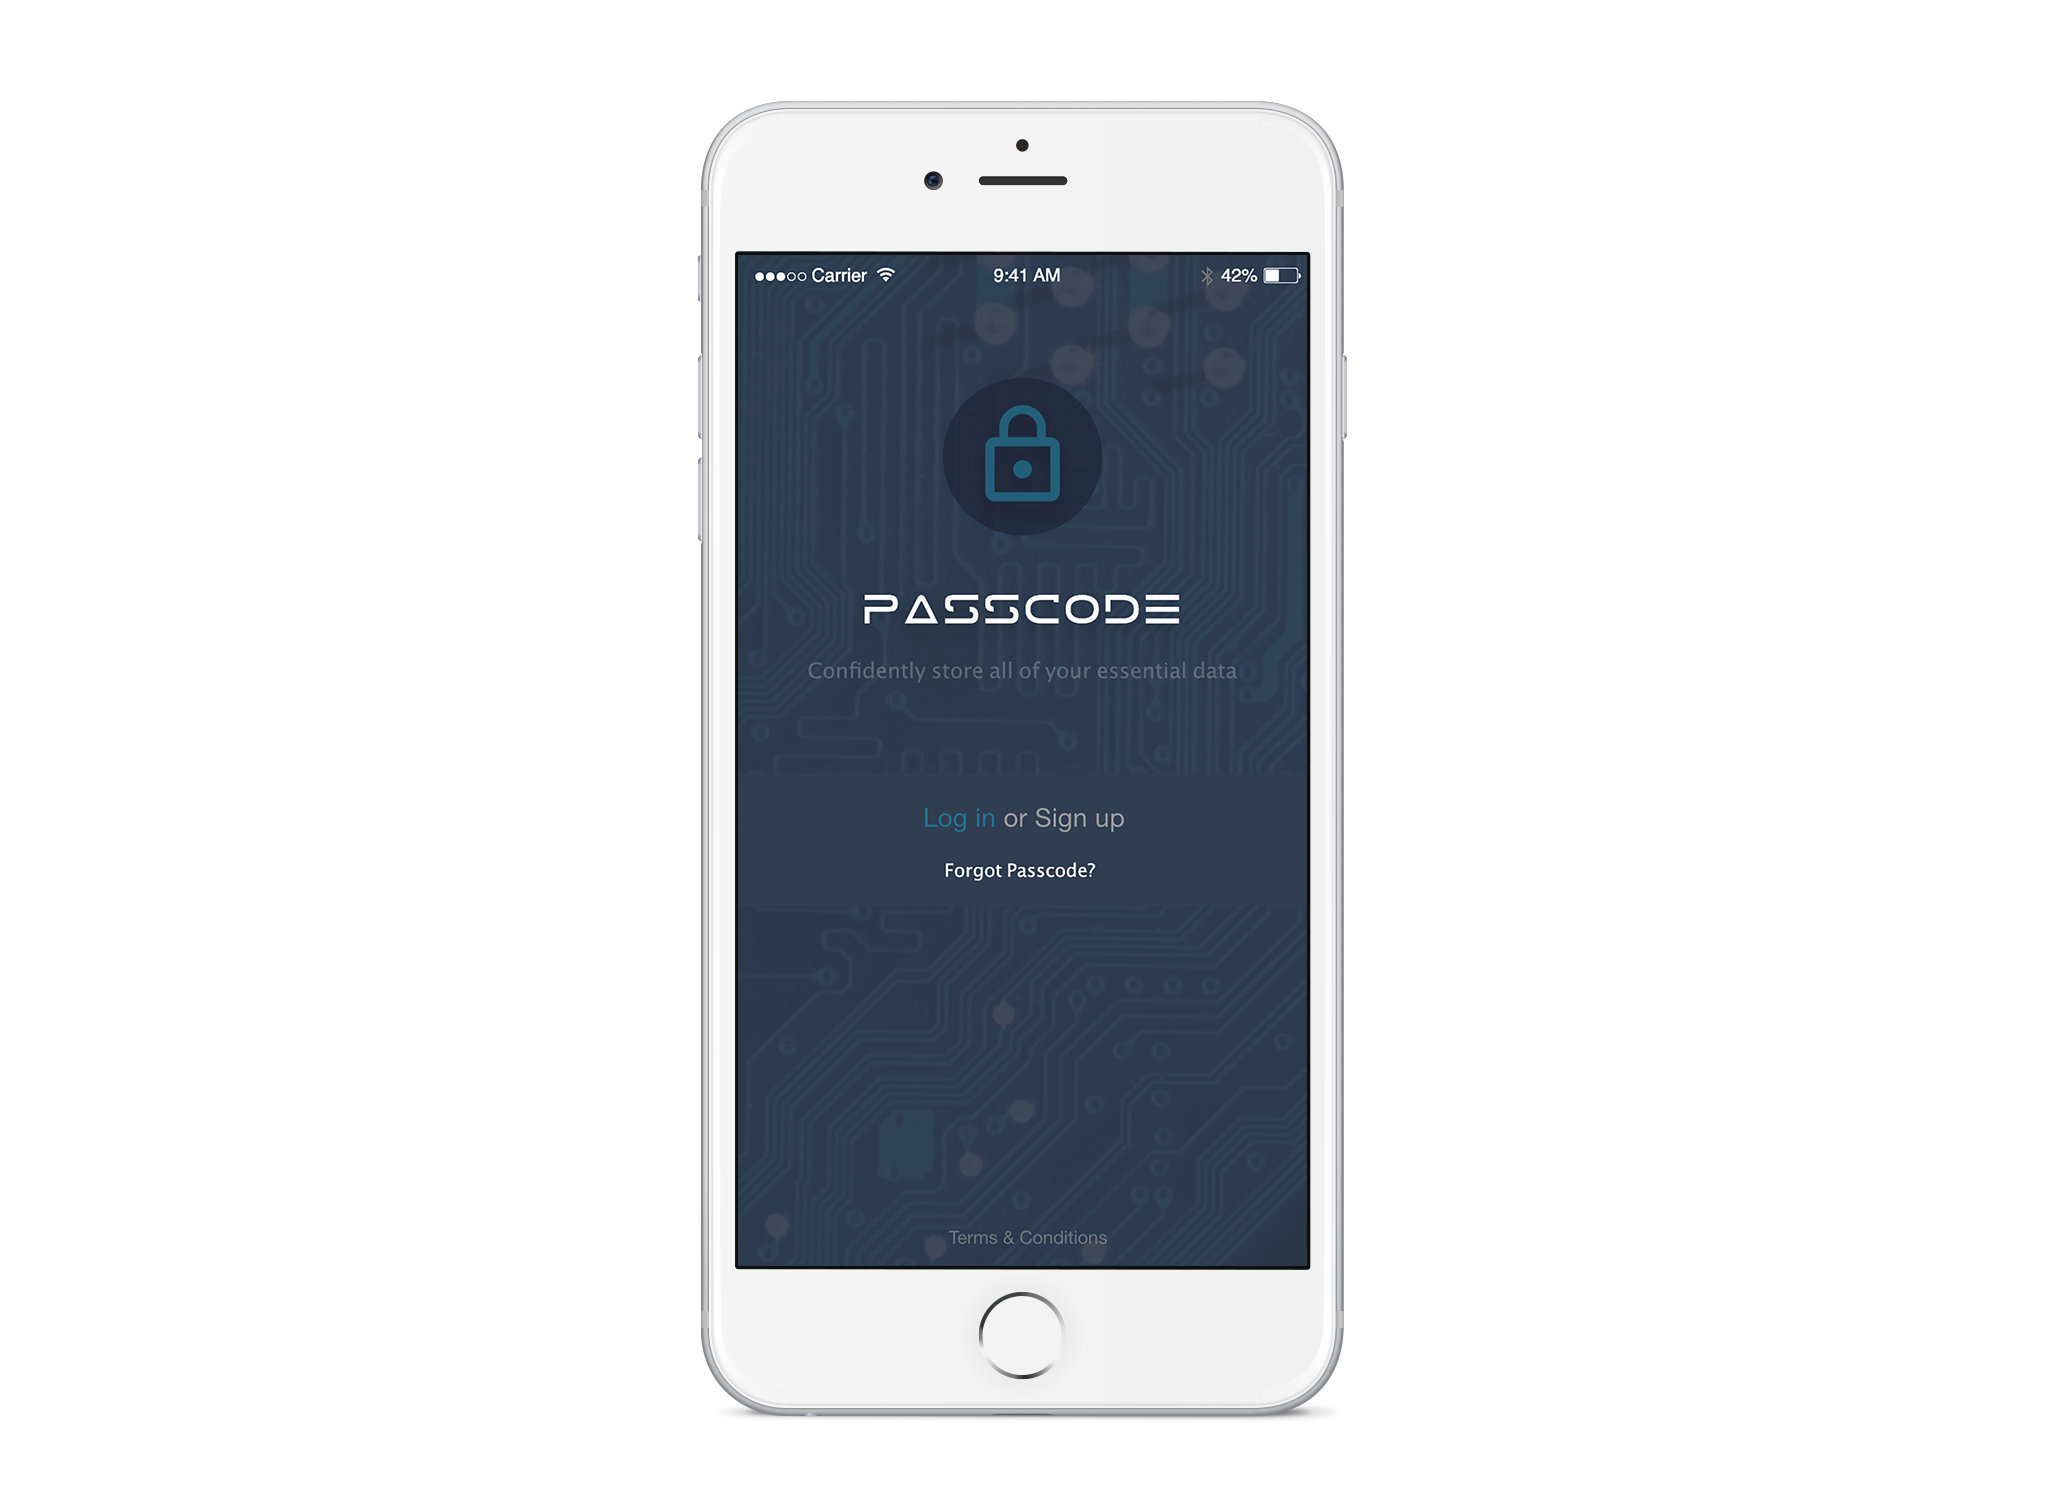 Carrier 9:41 AM 42%
PASSCODE
Confidently store all of your essential data
Log in or Sign up
Forgot Passcode?
Terms & Conditions